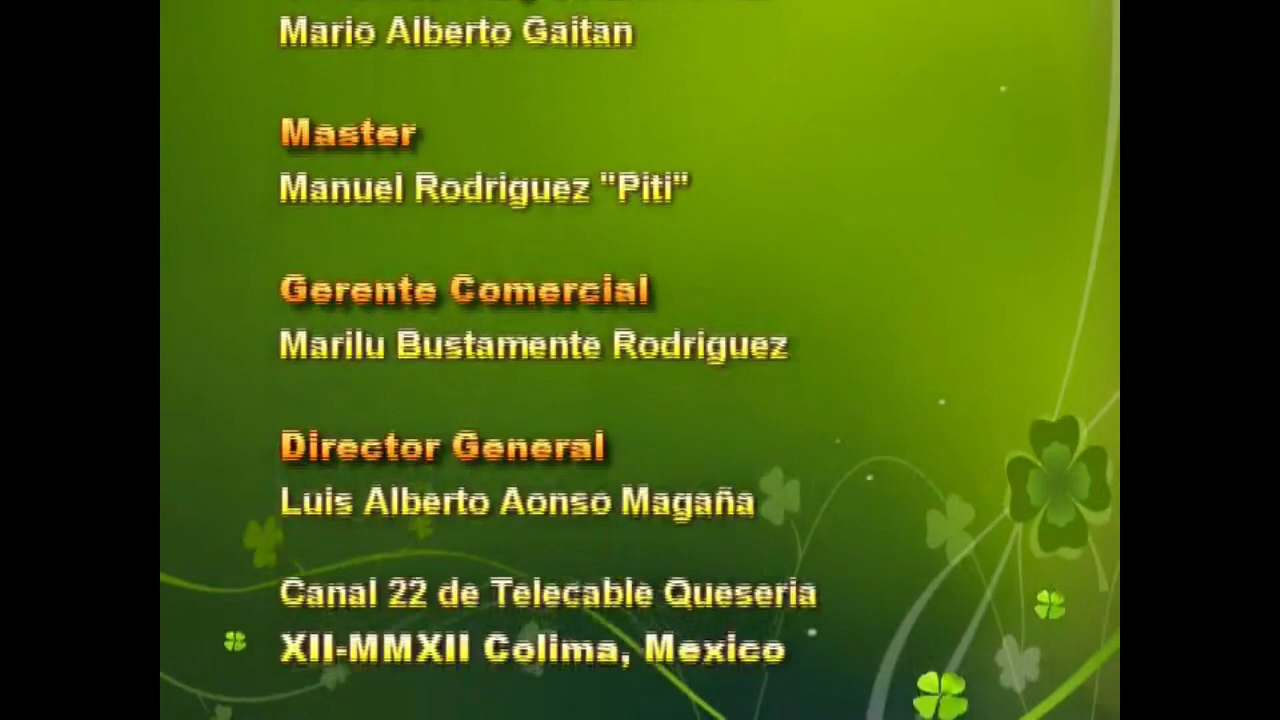 Mario Alberto Gaitan
Master
Manuel Rodriguez "Piti"
Gerente Comercial
Marilu Bustamente Rodriguez
Director General
Luis Alberto Aonso Magaña
Canal 22 de Telecable Queseria
XII-MMXII Colima, Mexico